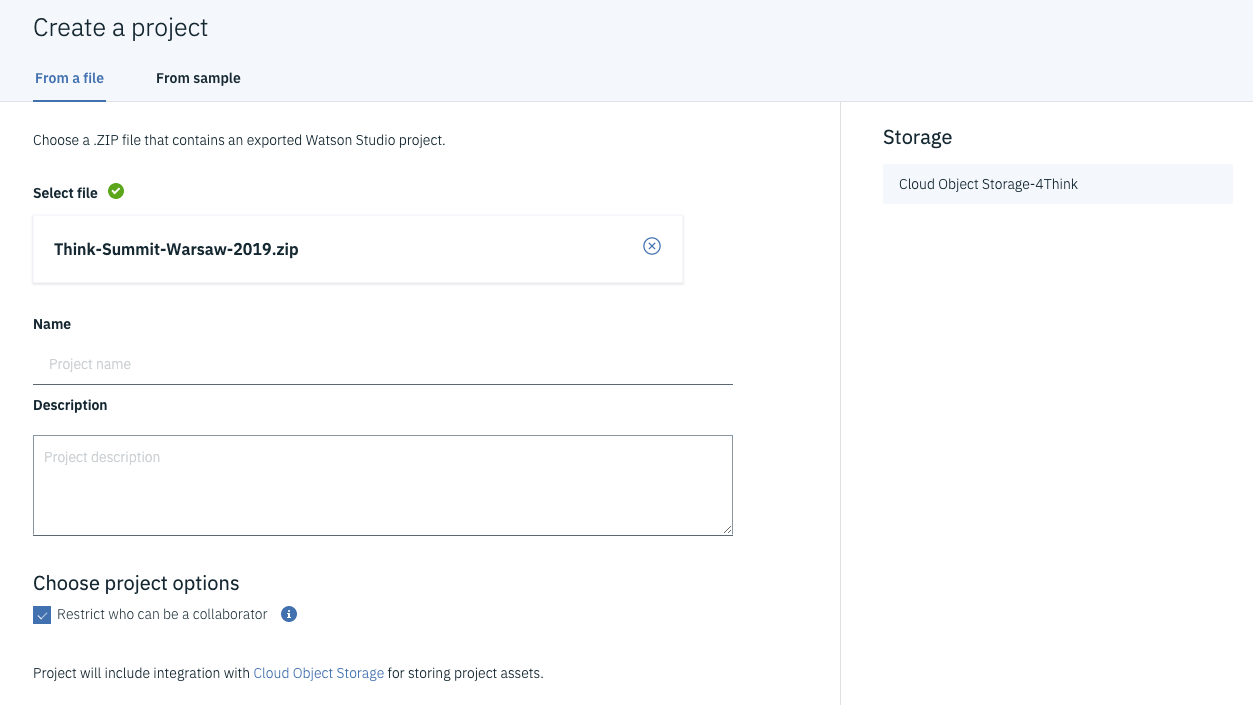 Create a project
From a file
From sample
Choose a .ZIP file that contains an exported Watson Studio project.
Select file
Think-Summit-Warsaw-2019.zip
Name
Project name
Description
Project description
Choose project options
Restrict who can be a collaborator
Project will include integration with Cloud Object Storage for storing project assets.
Storage
Cloud Object Storage-4Think